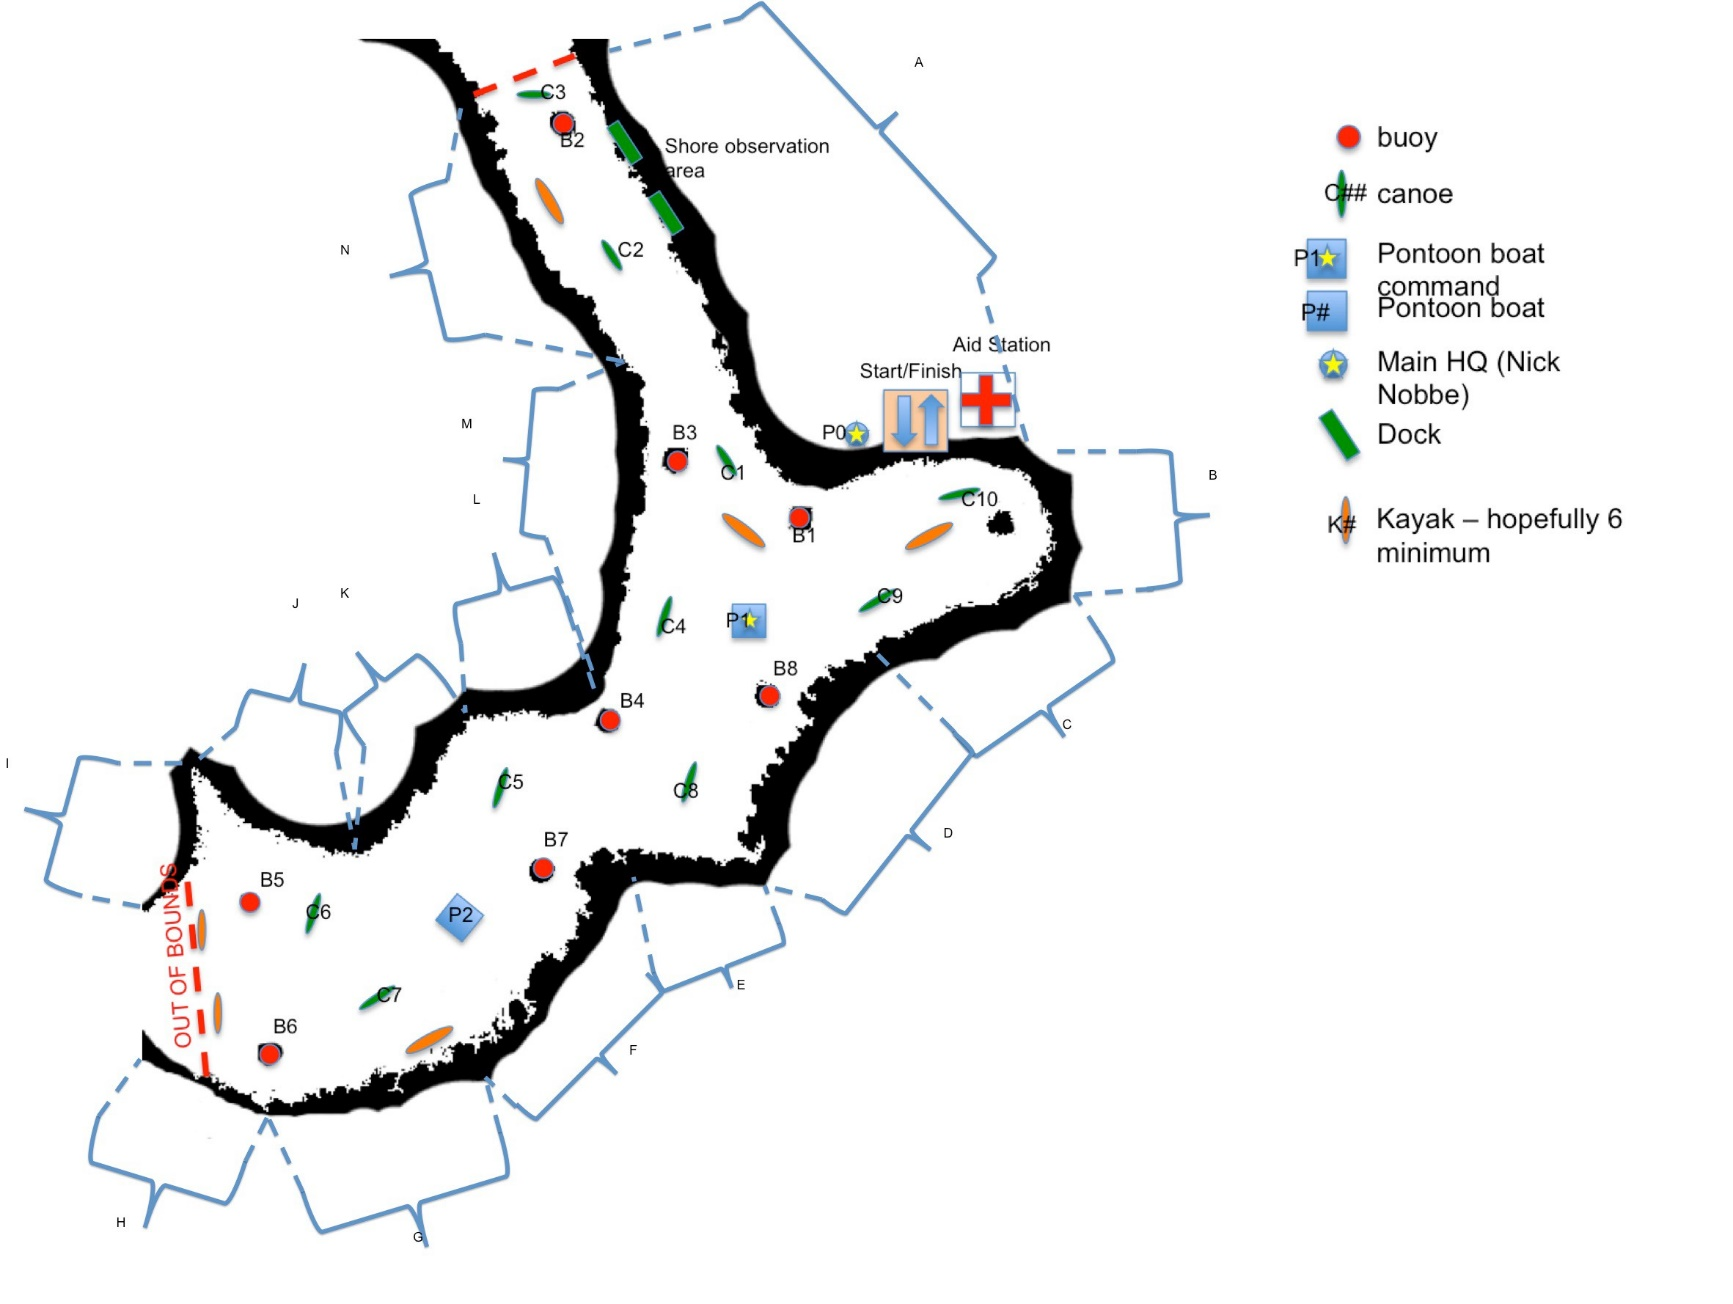 A
C3
B2
Shore observation
area
N
C2
Aid Station
Start/Finish
M
B3
P0
C1
L
C10
B
B1
K
J
C9
C4
P1
B8
B4
C
I
C5
C8
D
B7
B5
C6
P2
OUT OF BOUNDS
E
C7
B6
F
H
G
buoy
C## canoe
P1 Pontoon boat
command
P# Pontoon boat
Main HQ (Nick
Nobbe)
Dock
K# Kayak – hopefully 6
minimum